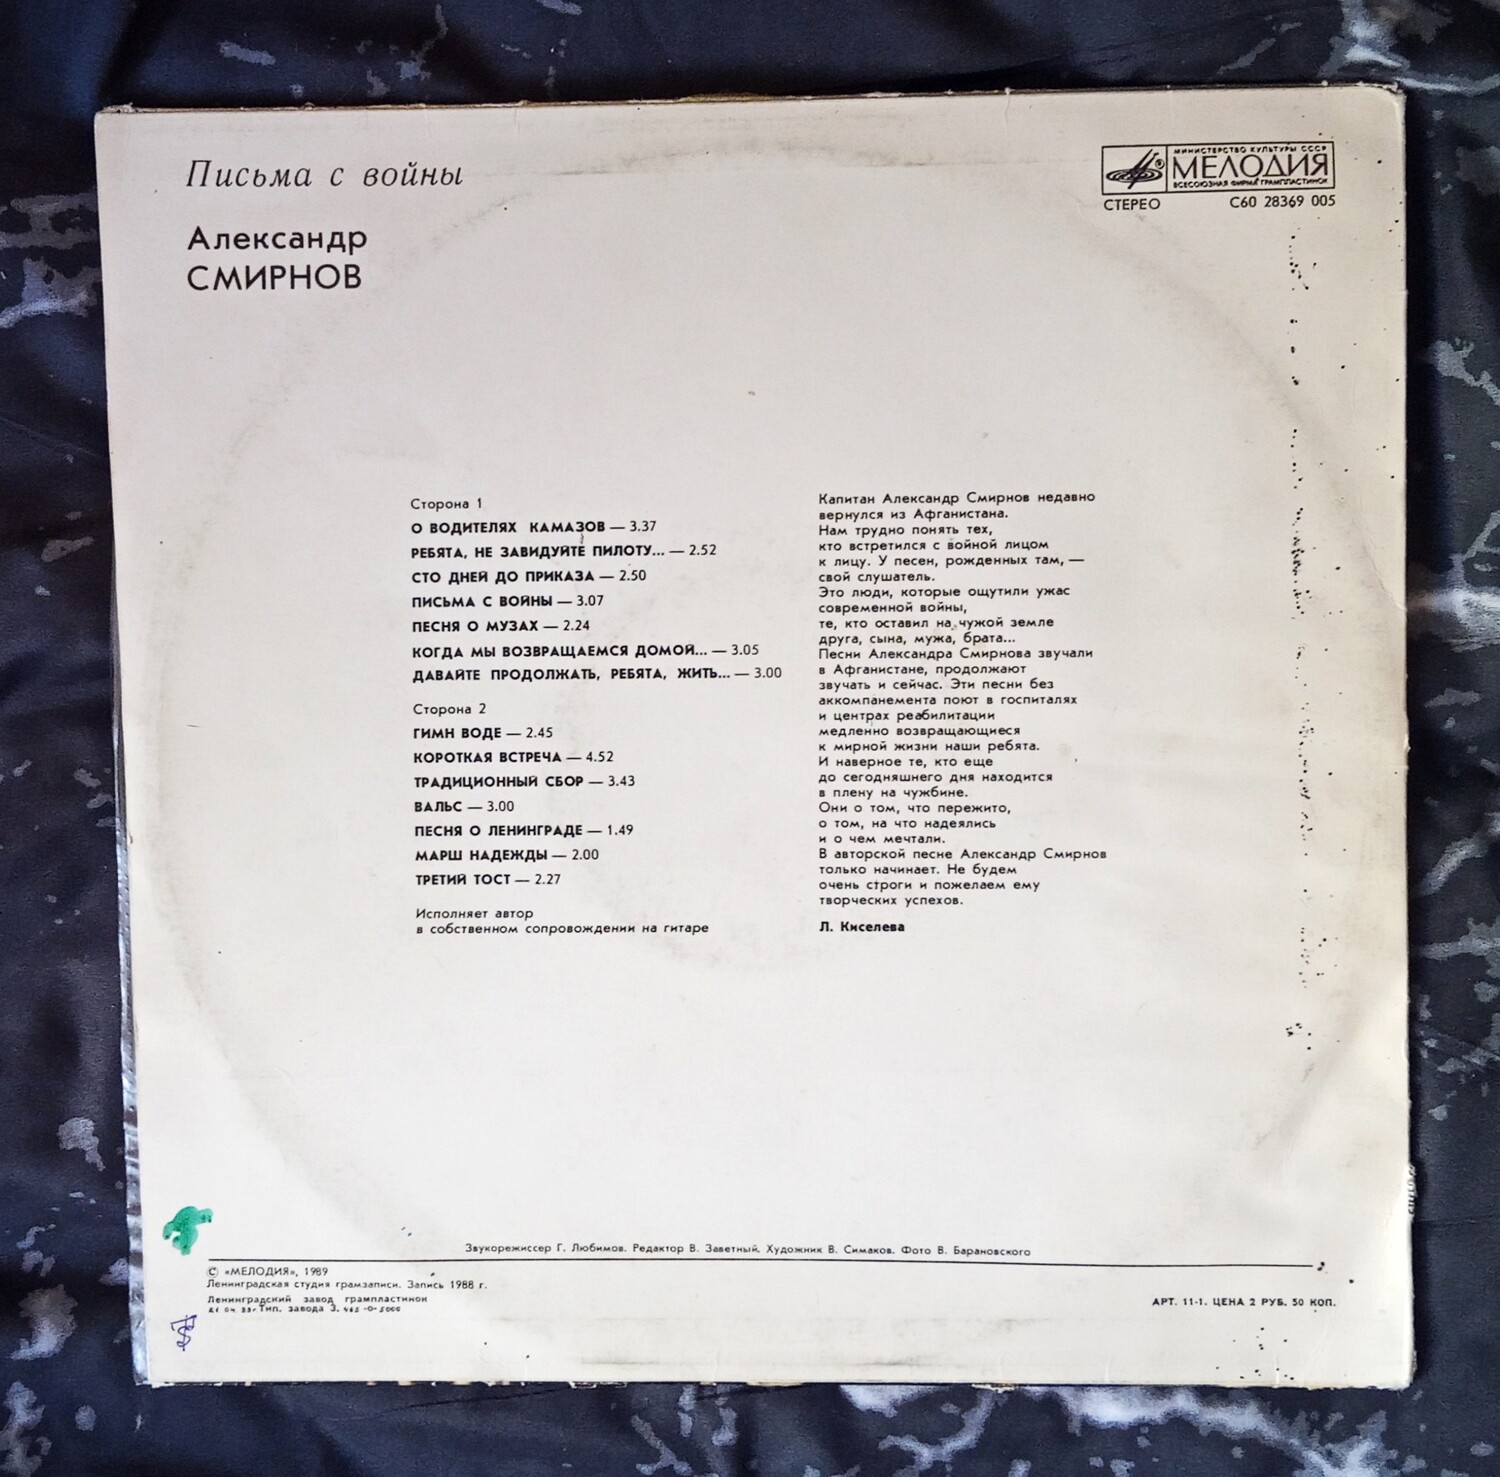 Письма с войны
Александр
СМИРНОВ
МИНИСТЕРСТВО КУЛЬТУРЫ СССР
МЕЛОДИЯ
ВСЕСОЮЗНАЯ ФИРМА ГРАМПЛАСТИНОК
СТЕРЕО С60 28369 005
Сторона 1
О ВОДИТЕЛЯХ КАМАЗОВ — 3.37
РЕБЯТА, НЕ ЗАВИДУЙТЕ ПИЛОТУ... — 2.52
СТО ДНЕЙ ДО ПРИКАЗА — 2.50
ПИСЬМА С ВОЙНЫ — 3.07
ПЕСНЯ О МУЗАХ — 2.24
КОГДА МЫ ВОЗВРАЩАЕМСЯ ДОМОЙ... — 3.05
ДАВАЙТЕ ПРОДОЛЖАТЬ, РЕБЯТА, ЖИТЬ... — 3.00
Сторона 2
ГИМН ВОДЕ — 2.45
КОРОТКАЯ ВСТРЕЧА — 4.52
ТРАДИЦИОННЫЙ СБОР — 3.43
ВАЛЬС — 3.00
ПЕСНЯ О ЛЕНИНГРАДЕ — 1.49
МАРШ НАДЕЖДЫ — 2.00
ТРЕТИЙ ТОСТ — 2.27
Исполняет автор
в собственном сопровождении на гитаре
Капитан Александр Смирнов недавно
вернулся из Афганистана.
Нам трудно понять тех,
кто встретился с войной лицом
к лицу. У песен, рожденных там, —
свой слушатель.
Это люди, которые ощутили ужас
современной войны,
те, кто оставил на чужой земле
друга, сына, мужа, брата...
Песни Александра Смирнова звучали
в Афганистане, продолжают
звучать и сейчас. Эти песни без
аккомпанемента поют в госпиталях
и центрах реабилитации
медленно возвращающиеся
к мирной жизни наши ребята.
И наверное те, кто еще
до сегодняшнего дня находится
в плену на чужбине.
Они о том, что пережито,
о том, на что надеялись
и о чем мечтали.
В авторской песне Александр Смирнов
только начинает. Не будем
очень строги и пожелаем ему
творческих успехов.
Л. Киселева
Звукорежиссер Г. Любимов. Редактор В. Заветный. Художник В. Симаков. Фото В. Барановского
© «МЕЛОДИЯ», 1989
Ленинградская студия грамзаписи. Запись 1988 г.
Ленинградский завод грампластинок
Тип. завода З.
АРТ. 11-1. ЦЕНА 2 РУБ. 50 КОП.